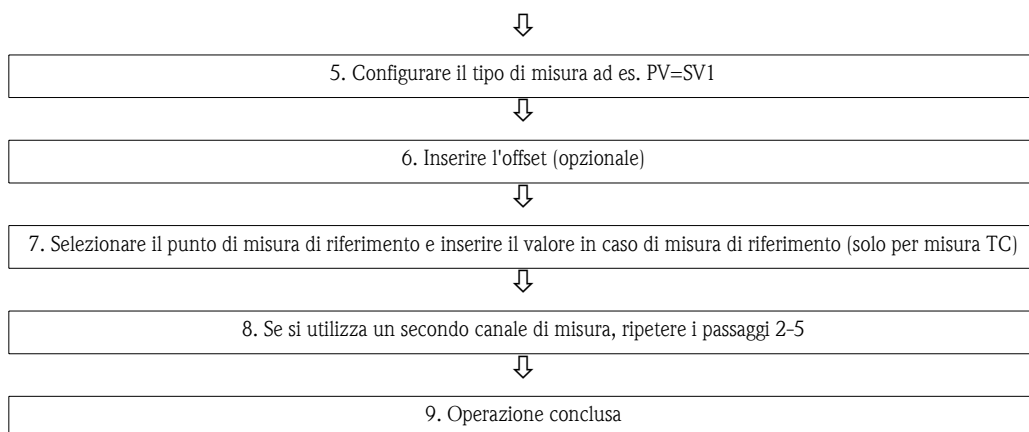 5. Configurare il tipo di misura ad es. PV=SV1
6. Inserire l'offset (opzionale)
7. Selezionare il punto di misura di riferimento e inserire il valore in caso di misura di riferimento (solo per misura TC)
8. Se si utilizza un secondo canale di misura, ripetere i passaggi 2-5
9. Operazione conclusa